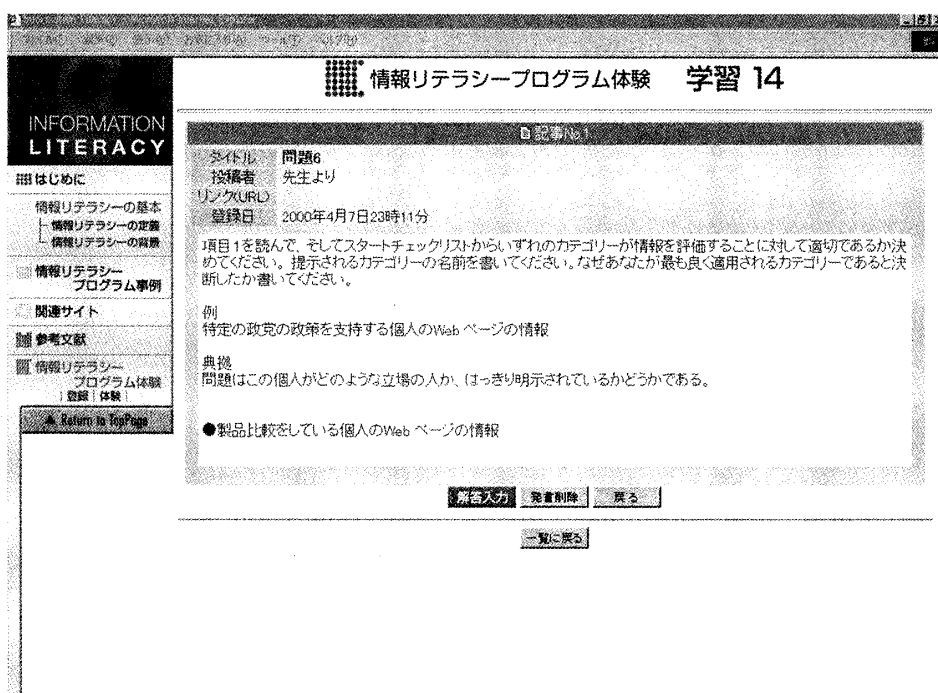 情報リテラシープログラム体験 学習 14
INFORMATION
LITERACY
はじめに
情報リテラシーの基本
情報リテラシーの定義
情報リテラシーの背景
情報リテラシー
プログラム事例
関連サイト
参考文献
情報リテラシー
プログラム体験
| 登録 | 体験 |
▲ Return to TopPage
記事No.1
タイトル 問題6
投稿者 先生より
リンク(URL)
登録日 2000年4月7日23時11分
項目1を読んで、そしてスタートチェックリストからいずれのカテゴリーが情報を評価することに対して適切であるか決
めてください。提示されるカテゴリーの名前を書いてください。なぜあなたが最も良く適用されるカテゴリーであると決
断したか書いてください。
例
特定の政党の政策を支持する個人のWeb ページの情報
典拠
問題はこの個人がどのような立場の人か、はっきり明示されているかどうかである。
●製品比較をしている個人のWeb ページの情報
解答入力 発言削除 戻る
一覧に戻る